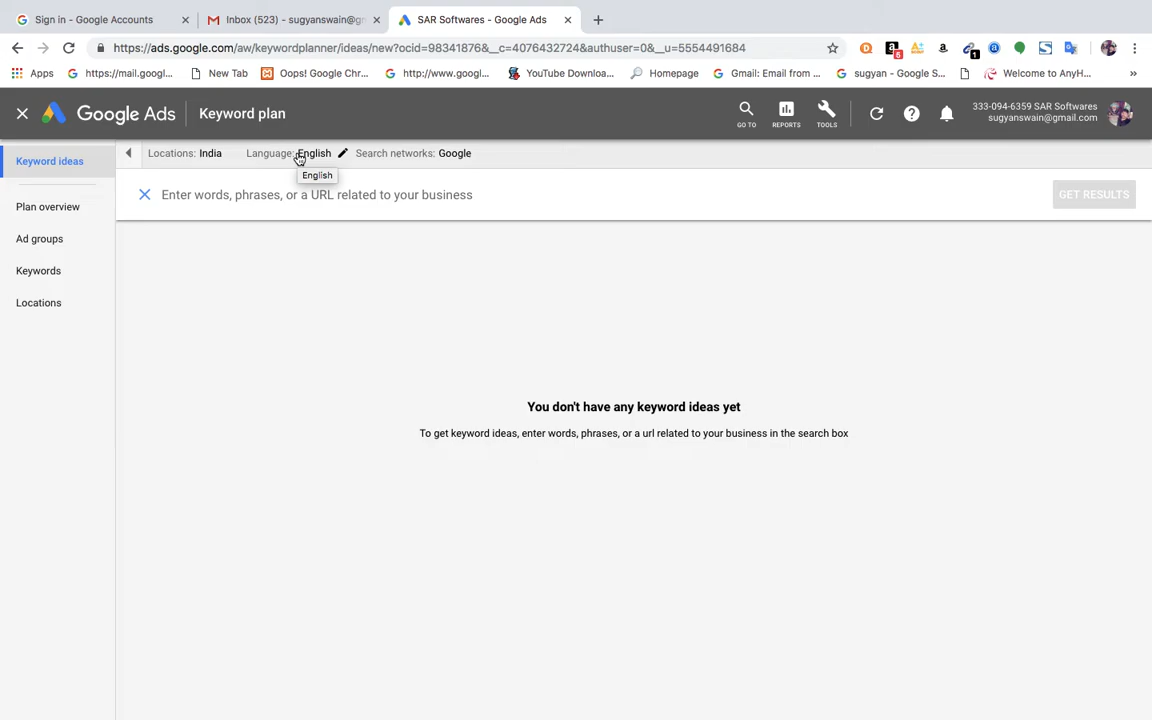 Sign in - Google Accounts
Inbox (523) - sugyanswain@gr
SAR Softwares - Google Ads
https://ads.google.com/aw/keywordplanner/ideas/new?ocid=98341876&__c=4076432724&authuser=0&__u=5554491684
5
1
Apps
https://mail.googl...
New Tab
Oops! Google Chr...
http://www.googl...
YouTube Downloa...
Homepage
Gmail: Email from ...
sugyan - Google S...
Welcome to AnyH...
»
Google Ads
Keyword plan
GO TO
REPORTS
TOOLS
333-094-6359 SAR Softwares
sugyanswain@gmail.com
Keyword ideas
Locations: India
Language: English
Search networks: Google
English
Enter words, phrases, or a URL related to your business
GET RESULTS
Plan overview
Ad groups
Keywords
Locations
You don't have any keyword ideas yet
To get keyword ideas, enter words, phrases, or a url related to your business in the search box